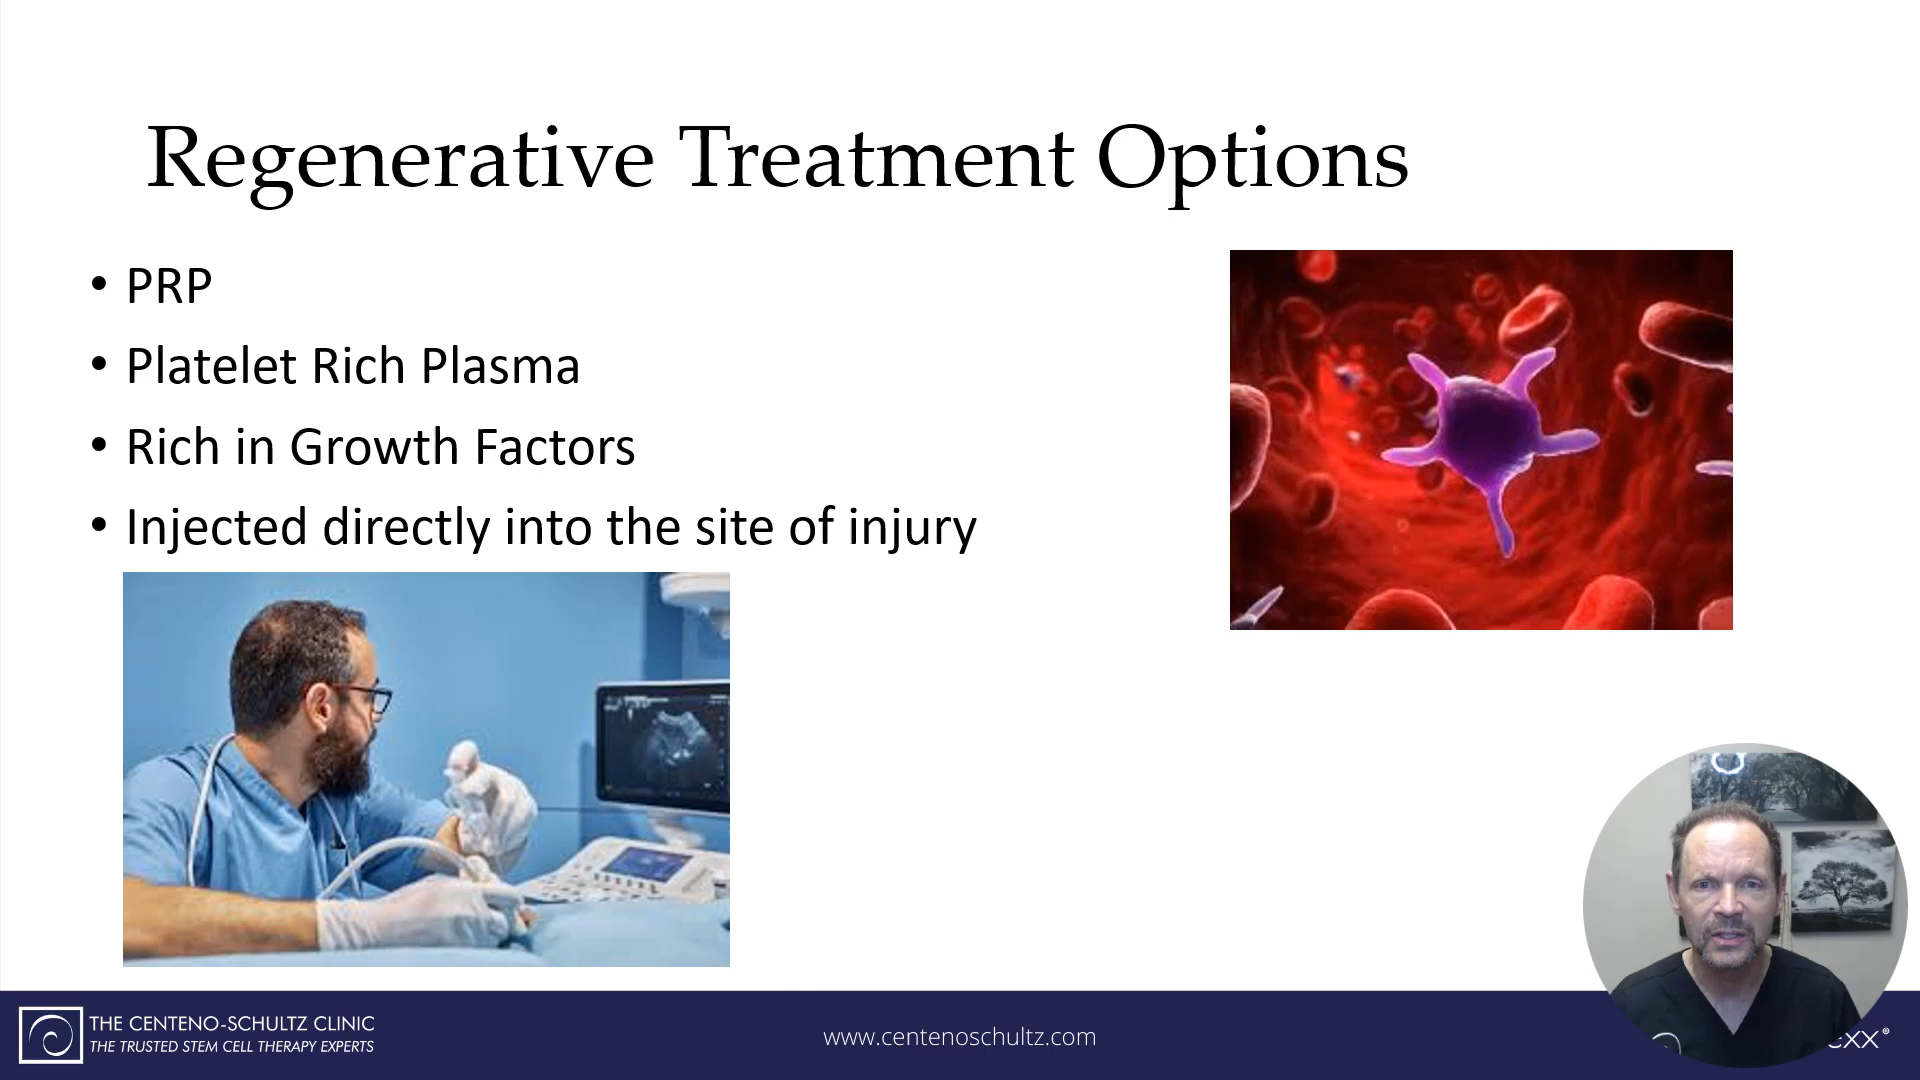 Regenerative Treatment Options
• PRP
• Platelet Rich Plasma
• Rich in Growth Factors
• Injected directly into the site of injury
THE CENTENO-SCHULTZ CLINIC
THE TRUSTED STEM CELL THERAPY EXPERTS
www.centenoschultz.com